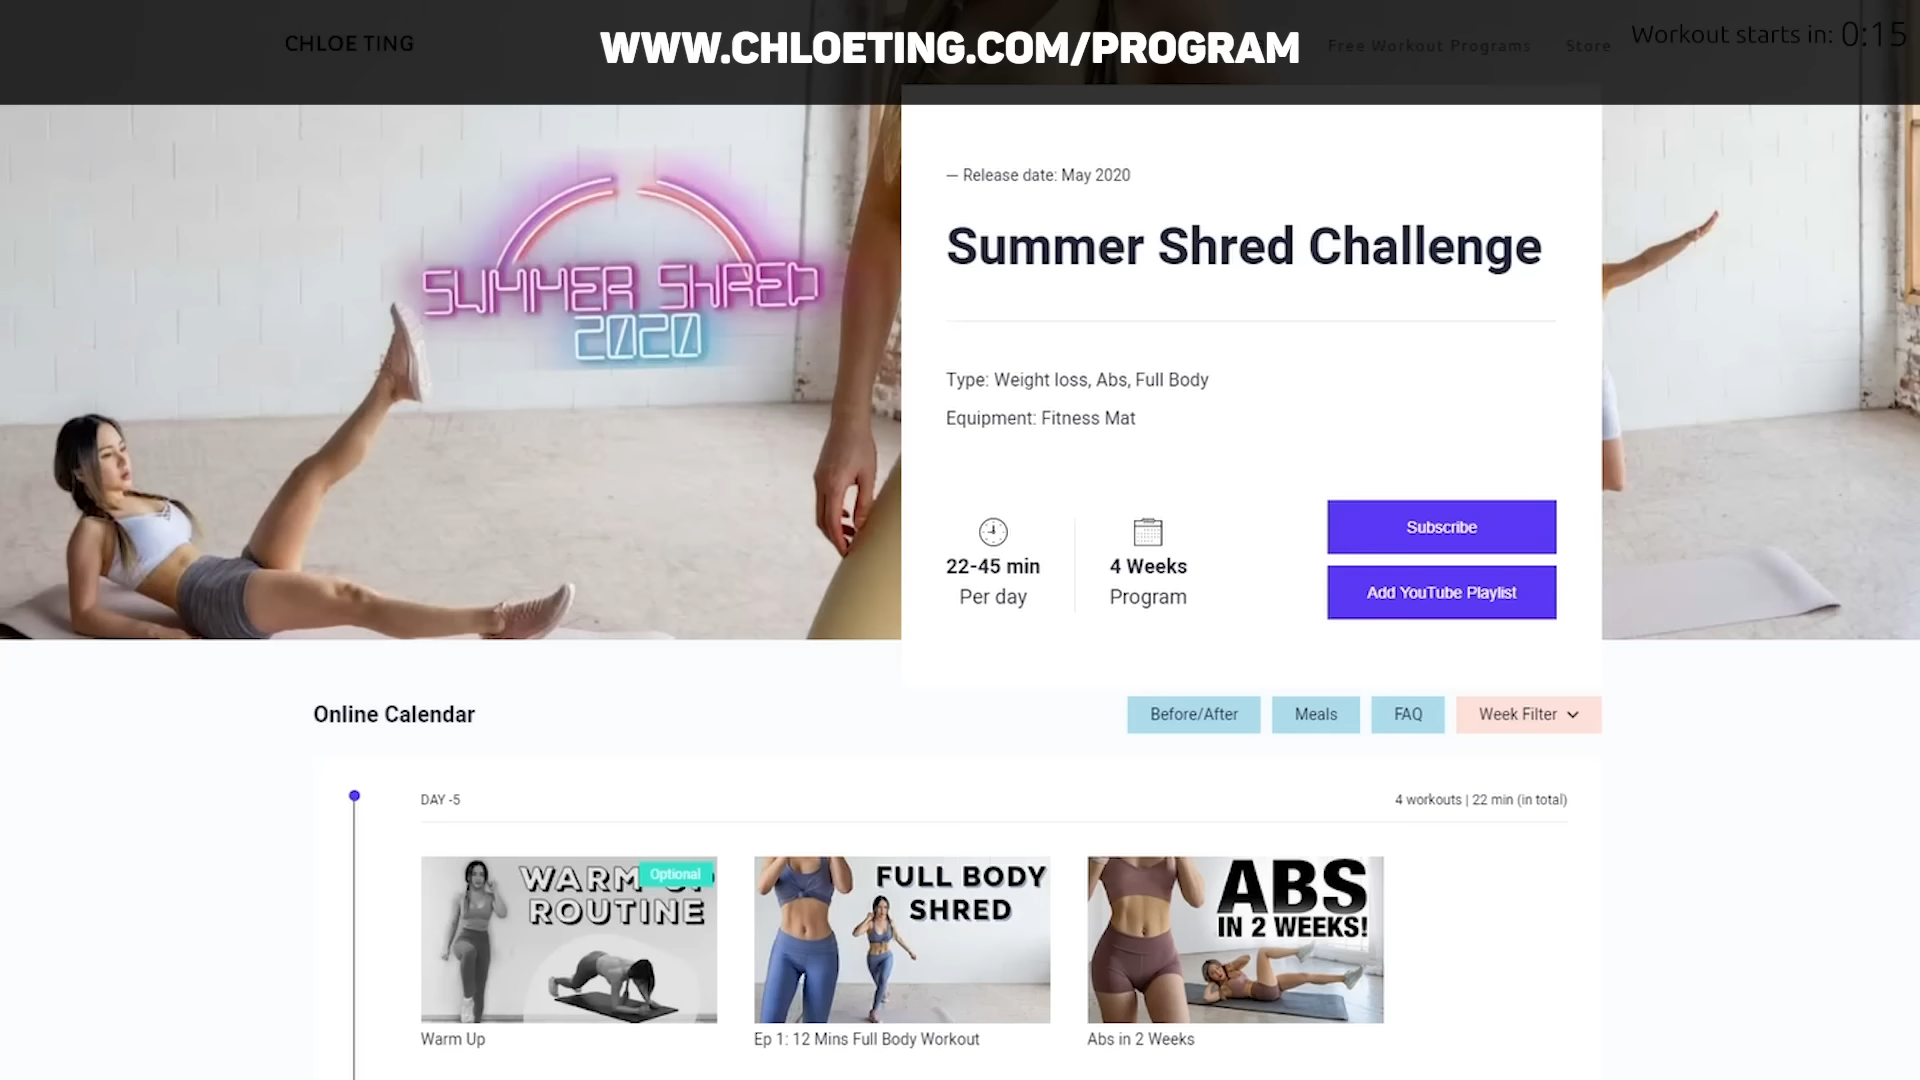 CHLOE TING
WWW.CHLOETING.COM/PROGRAM
Free Workout Programs
Store
Workout starts in: 0:15
SUMMER SHRED
2020
— Release date: May 2020
Summer Shred Challenge
Type: Weight loss, Abs, Full Body
Equipment: Fitness Mat
22-45 min
Per day
4 Weeks
Program
Subscribe
Add YouTube Playlist
Online Calendar
Before/After
Meals
FAQ
Week Filter
DAY -5
4 workouts | 22 min (in total)
WARM
Optional
ROUTINE
FULL BODY
SHRED
ABS
IN 2 WEEKS!
Warm Up
Ep 1: 12 Mins Full Body Workout
Abs in 2 Weeks